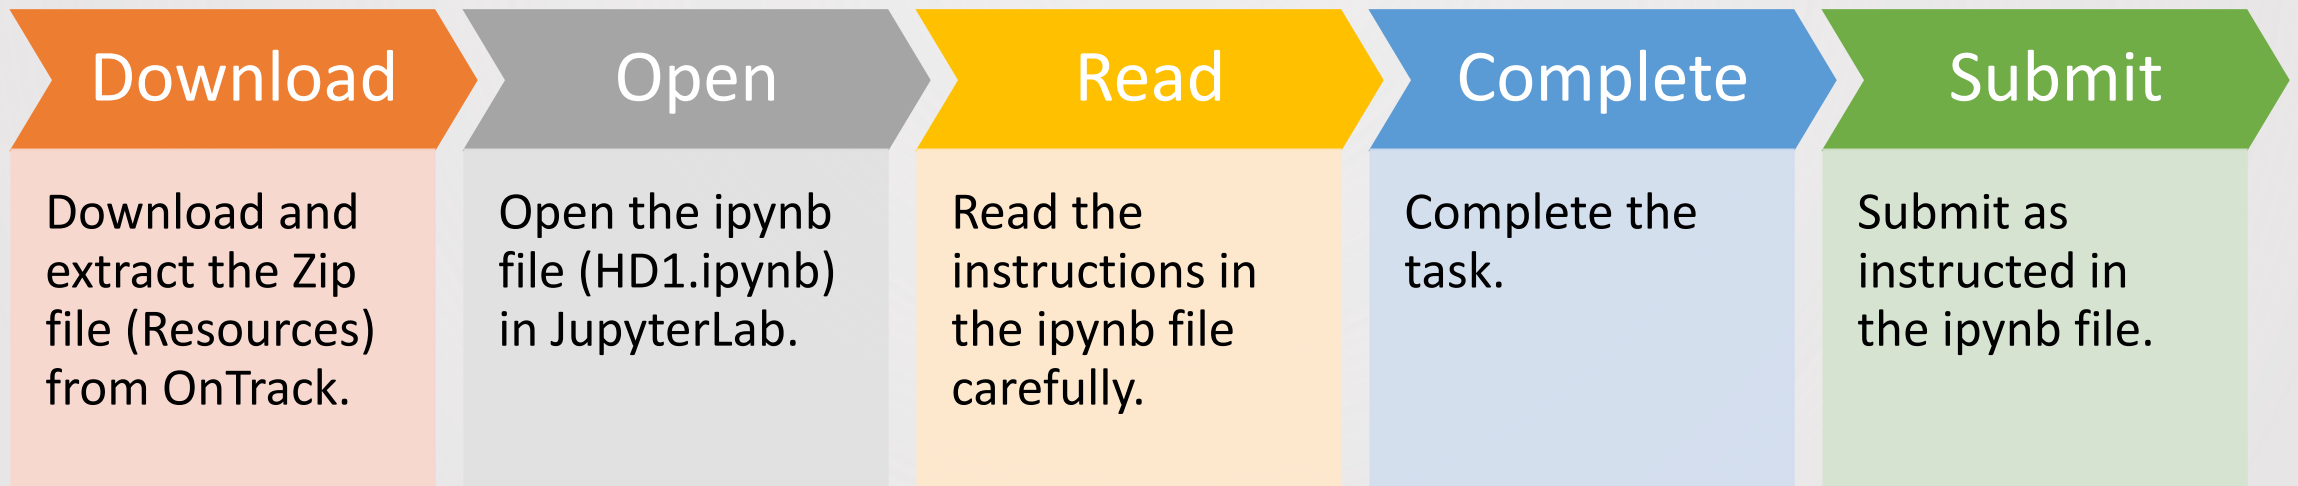 Download
Download and
extract the Zip
file (Resources)
from OnTrack.
Open
Open the ipynb
file (HD1.ipynb)
in JupyterLab.
Read
Read the
instructions in
the ipynb file
carefully.
Complete
Complete the
task.
Submit
Submit as
instructed in
the ipynb file.